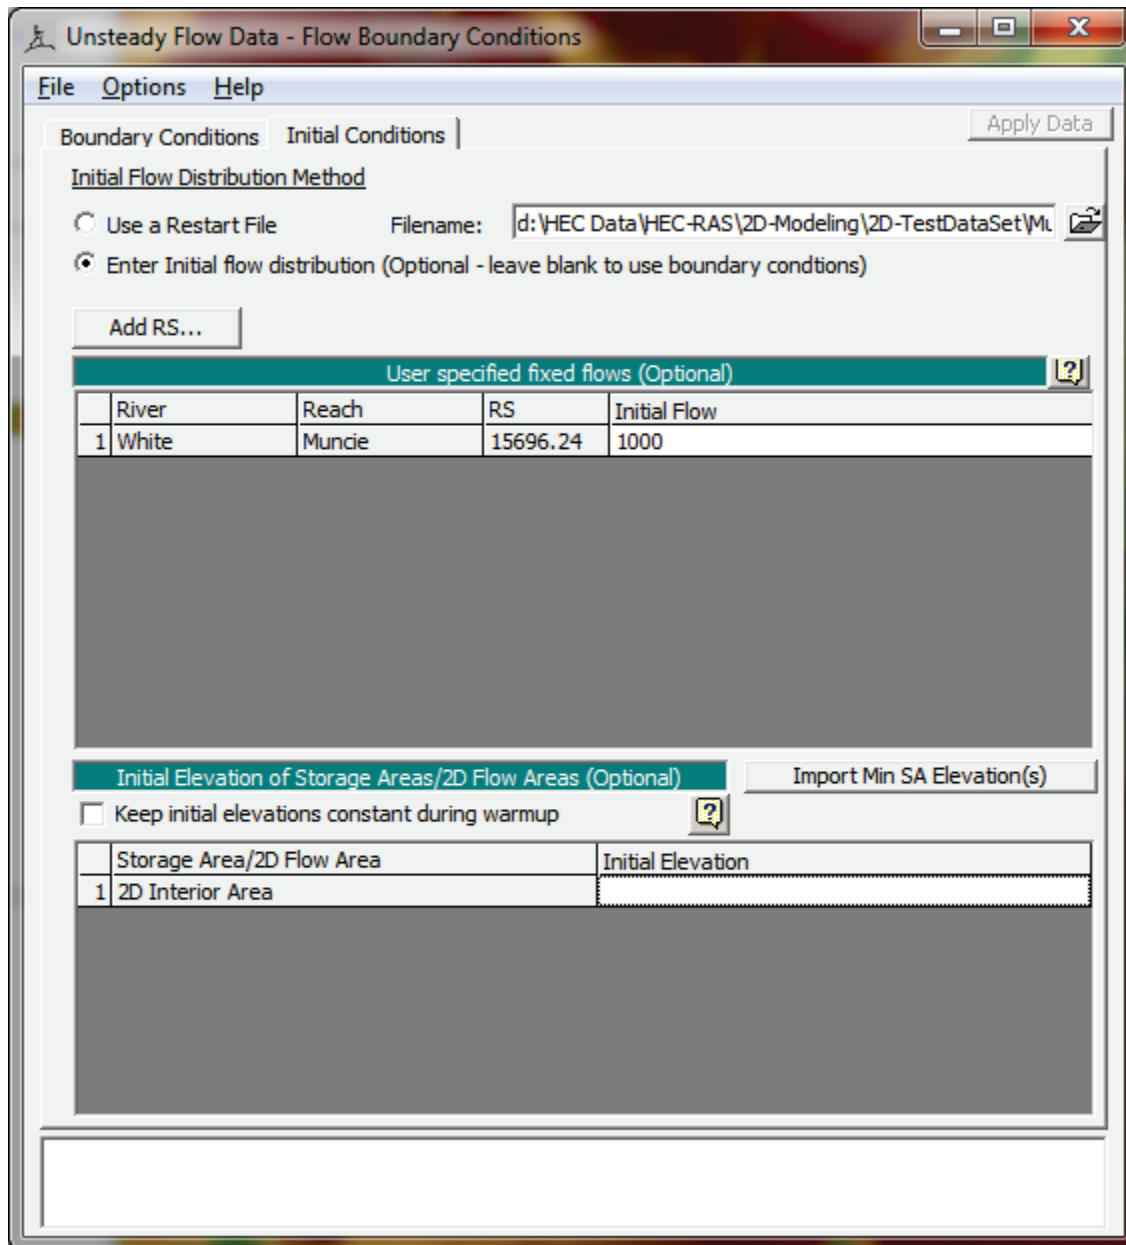 Unsteady Flow Data - Flow Boundary Conditions
File Options Help
Boundary Conditions Initial Conditions Apply Data
Initial Flow Distribution Method
Use a Restart File Filename: d:\HEC Data\HEC-RAS\2D-Modeling\2D-TestDataSet\Mu
Enter Initial flow distribution (Optional - leave blank to use boundary condtions)
Add RS...
User specified fixed flows (Optional)
River Reach RS Initial Flow
1 White Muncie 15696.24 1000
Initial Elevation of Storage Areas/2D Flow Areas (Optional) Import Min SA Elevation(s)
Keep initial elevations constant during warmup
Storage Area/2D Flow Area Initial Elevation
1 2D Interior Area